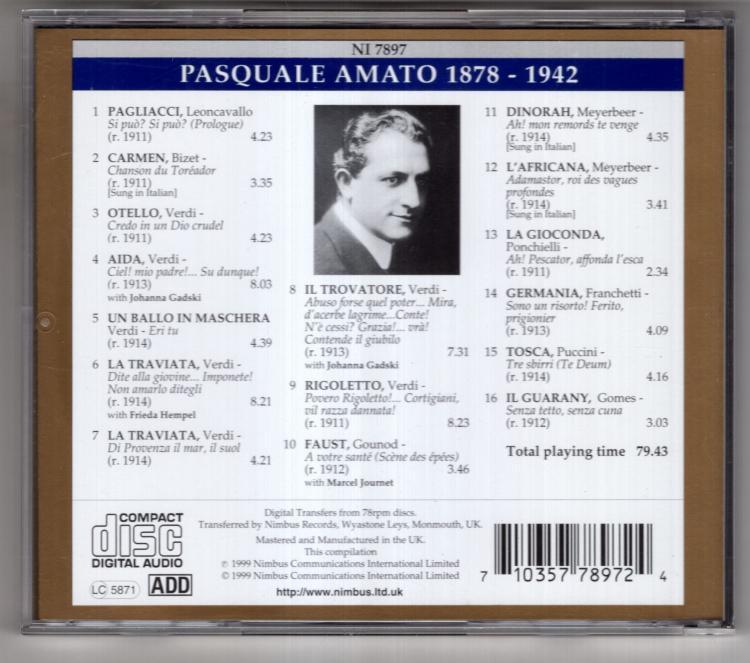 NI 7897
PASQUALE AMATO 1878 - 1942
1 PAGLIACCI, Leoncavallo
Si può? Si può? (Prologue)
(r. 1911) 4.23
2 CARMEN, Bizet -
Chanson du Toréador
(r. 1911) 3.35
[Sung in Italian]
3 OTELLO, Verdi -
Credo in un Dio crudel
(r. 1911) 4.23
4 AIDA, Verdi -
Ciel! mio padre!... Su dunque!
(r. 1913) 8.03
with Johanna Gadski
5 UN BALLO IN MASCHERA
Verdi - Eri tu
(r. 1914) 4.39
6 LA TRAVIATA, Verdi -
Dite alla giovine... Imponete!
Non amarlo ditegli
(r. 1914) 8.21
with Frieda Hempel
7 LA TRAVIATA, Verdi -
Di Provenza il mar, il suol
(r. 1914) 4.21
8 IL TROVATORE, Verdi -
Abuso forse quel poter... Mira,
d'acerbe lagrime...Conte!
N'è cessi? Grazia!... vrà!
Contende il giubilo
(r. 1913) 7.31
with Johanna Gadski
9 RIGOLETTO, Verdi -
Povero Rigoletto!... Cortigiani,
vil razza dannata!
(r. 1911) 8.23
10 FAUST, Gounod -
A votre santé (Scène des épées)
(r. 1912) 3.46
with Marcel Journet
11 DINORAH, Meyerbeer -
Ah! mon remords te venge
(r. 1914) 4.35
[Sung in Italian]
12 L'AFRICANA, Meyerbeer -
Adamastor, roi des vagues
profondes
(r. 1914) 3.41
[Sung in Italian]
13 LA GIOCONDA,
Ponchielli -
Ah! Pescator, affonda l'esca
(r. 1911) 2.34
14 GERMANIA, Franchetti -
Sono un risorto! Ferito,
prigionier
(r. 1913) 4.09
15 TOSCA, Puccini -
Tre sbirri (Te Deum)
(r. 1914) 4.16
16 IL GUARANY, Gomes -
Senza tetto, senza cuna
(r. 1912) 3.03
Total playing time 79.43
COMPACT
disc
DIGITAL AUDIO
LC 5871 ADD
Digital Transfers from 78rpm discs.
Transferred by Nimbus Records, Wyastone Leys, Monmouth, UK.
Mastered and Manufactured in the UK.
This compilation
℗ 1999 Nimbus Communications International Limited
© 1999 Nimbus Communications International Limited
http://www.nimbus.ltd.uk
7 10357 78972 4